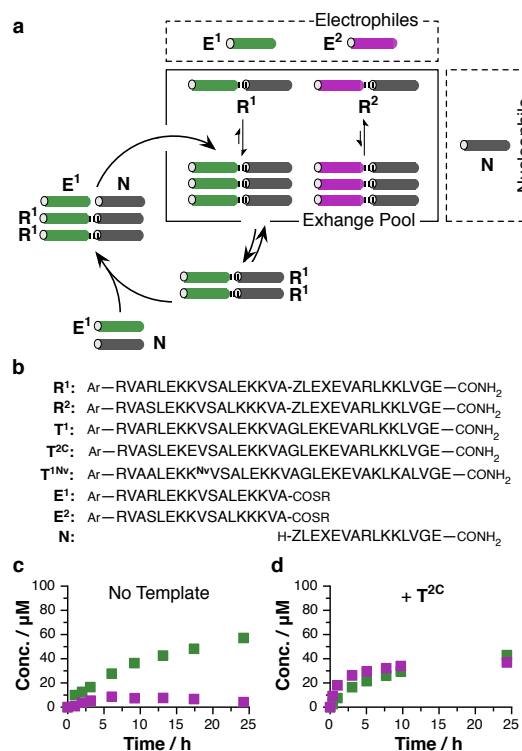 a
Electrophiles
E1 E2
R1 R2
Exhange Pool
Nucleophile
N
E1 N
R1
R1
R1
R1
E1
N
b
R1: Ar—RVARLEKKVSALEKKVA-ZLEXEVARLKKLVGE—CONH2
R2: Ar—RVASLEKKVSALKKKVA-ZLEXEVARLKKLVGE—CONH2
T1: Ar—RVARLEKKVSALEKKVAGLEKEVARLKKLVGE—CONH2
T2C: Ar—RVASLEKEVSALEKKVAGLEKEVARLKKLVGE—CONH2
T1Nv: Ar—RVAALEKKNvVSALEKKVAGLEKEVAKLKALVGE—CONH2
E1: Ar—RVARLEKKVSALEKKVA-COSR
E2: Ar—RVASLEKKVSALKKKVA-COSR
N: H-ZLEXEVARLKKLVGE—CONH2
c d
No Template
+ T2C
Conc. / µM
100
80
60
40
20
0
0 5 10 15 20 25
Time / h
Conc. / µM
100
80
60
40
20
0
0 5 10 15 20 25
Time / h